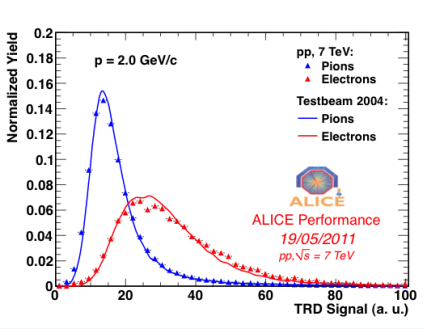 Normalized Yield
0.2
0.18
0.16
0.14
0.12
0.1
0.08
0.06
0.04
0.02
0
p = 2.0 GeV/c
pp, 7 TeV:
Pions
Electrons
Testbeam 2004:
Pions
Electrons
ALICE
ALICE Performance
19/05/2011
pp,√s = 7 TeV
0 20 40 60 80 100
TRD Signal (a. u.)